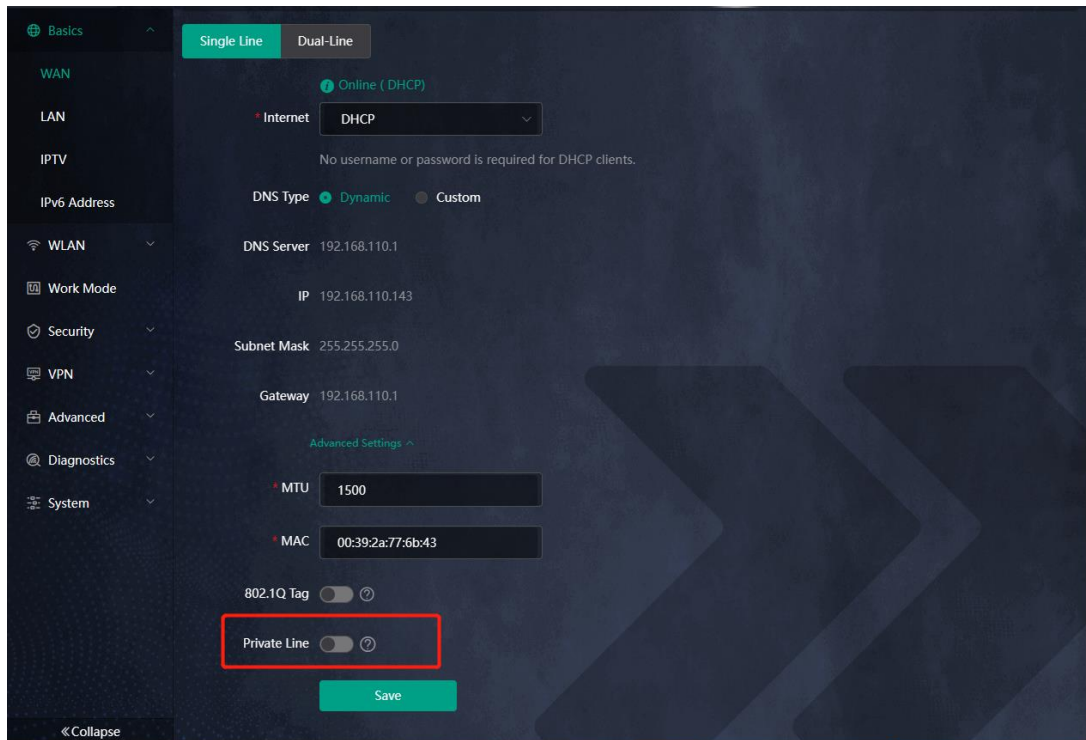 Basics
WAN
LAN
IPTV
IPv6 Address
WLAN
Work Mode
Security
VPN
Advanced
Diagnostics
System
«Collapse
Single Line Dual-Line
Online ( DHCP)
* Internet DHCP
No username or password is required for DHCP clients.
DNS Type Dynamic Custom
DNS Server 192.168.110.1
IP 192.168.110.143
Subnet Mask 255.255.255.0
Gateway 192.168.110.1
Advanced Settings
* MTU 1500
* MAC 00:39:2a:77:6b:43
802.1Q Tag ?
Private Line ?
Save